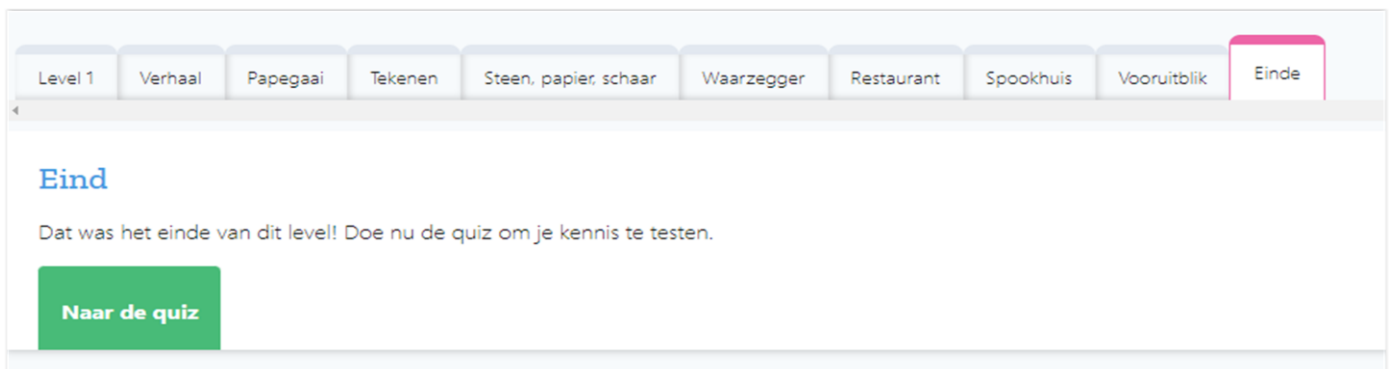 Level 1 Verhaal Papegaai Tekenen Steen, papier, schaar Waarzegger Restaurant Spookhuis Vooruitblik Einde
Eind
Dat was het einde van dit level! Doe nu de quiz om je kennis te testen.
Naar de quiz